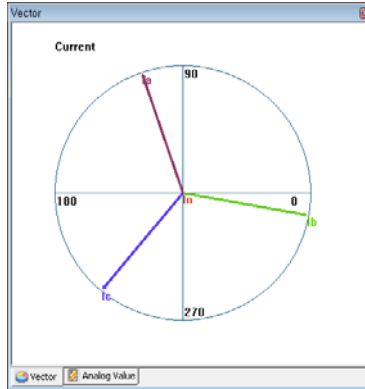 Vector
Current
90
Ia
180
In
0
Ib
Ic
270
Vector
Analog Value